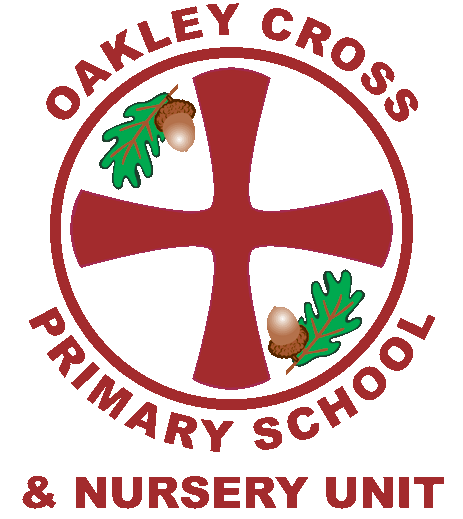 OAKLEY CROSS
PRIMARY SCHOOL
& NURSERY UNIT